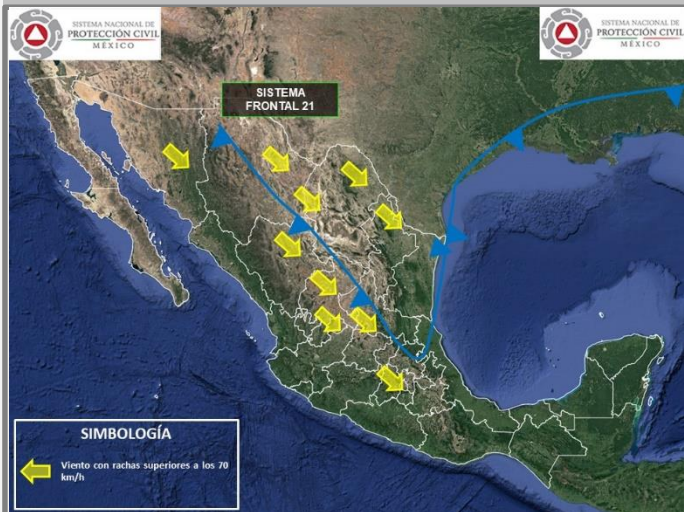 SISTEMA NACIONAL DE
PROTECCIÓN CIVIL
MÉXICO
SISTEMA NACIONAL DE
PROTECCIÓN CIVIL
MÉXICO
SISTEMA
FRONTAL 21
SIMBOLOGÍA
Viento con rachas superiores a los 70
km/h